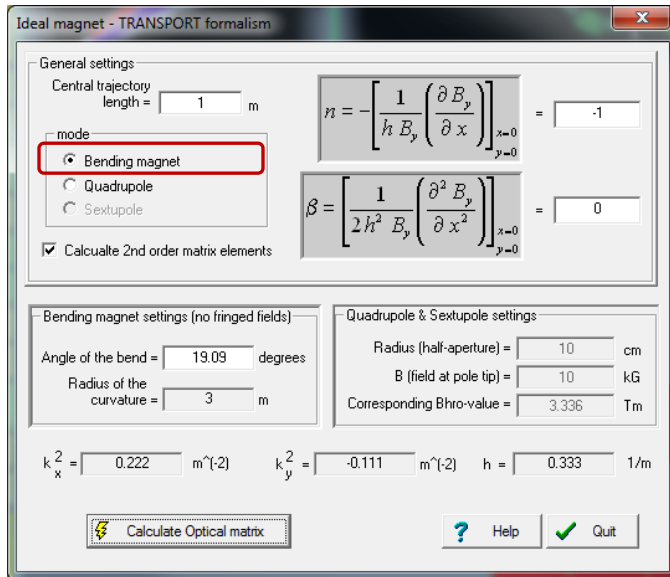 Ideal magnet - TRANSPORT formalism
General settings
Central trajectory
length = 1 m
n = -[1/(h B_y) (∂ B_y/∂ x)]_{x=0 y=0} = -1
mode
Bending magnet
Quadrupole
Sextupole
β = [1/(2 h² B_y) (∂² B_y/∂ x²)]_{x=0 y=0} = 0
Calcualte 2nd order matrix elements
Bending magnet settings (no fringed fields)
Angle of the bend = 19.09 degrees
Radius of the
curvature = 3 m
Quadrupole & Sextupole settings
Radius (half-aperture) = 10 cm
B (field at pole tip) = 10 kG
Corresponding Bhro-value = 3.336 Tm
k_x^2 = 0.222 m^(-2) k_y^2 = -0.111 m^(-2) h = 0.333 1/m
Calculate Optical matrix ? Help Quit